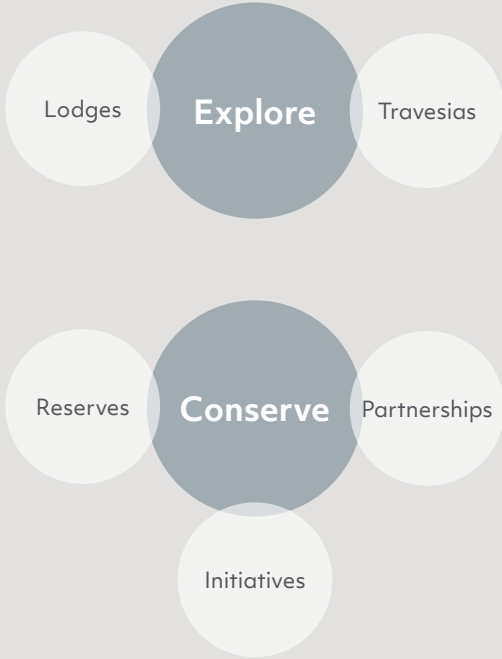 Lodges
Explore
Travesias
Reserves
Conserve
Partnerships
Initiatives